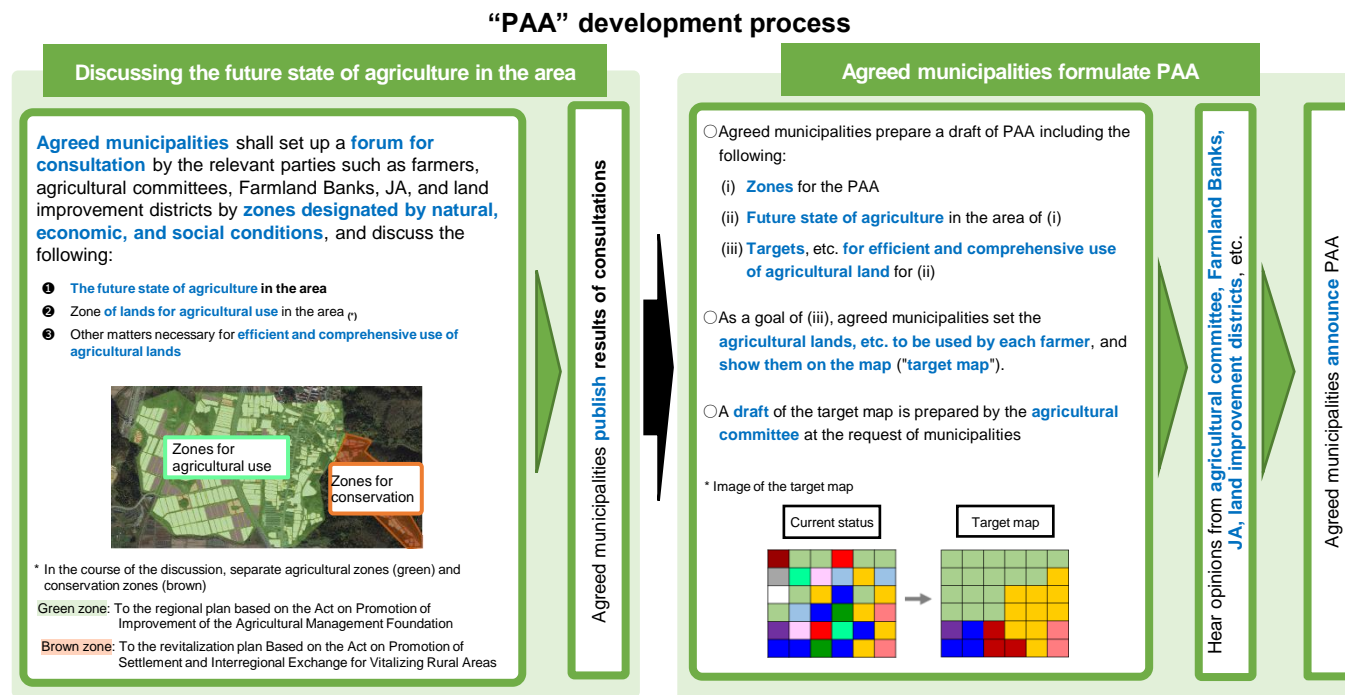 “PAA” development process
Discussing the future state of agriculture in the area
Agreed municipalities shall set up a forum for
consultation by the relevant parties such as farmers,
agricultural committees, Farmland Banks, JA, and land
improvement districts by zones designated by natural,
economic, and social conditions, and discuss the
following:
❶ The future state of agriculture in the area
❷ Zone of lands for agricultural use in the area (*)
❸ Other matters necessary for efficient and comprehensive use of
agricultural lands
Zones for
agricultural use
Zones for
conservation
* In the course of the discussion, separate agricultural zones (green) and
conservation zones (brown)
Green zone: To the regional plan based on the Act on Promotion of
Improvement of the Agricultural Management Foundation
Brown zone: To the revitalization plan Based on the Act on Promotion of
Settlement and Interregional Exchange for Vitalizing Rural Areas
Agreed municipalities publish results of consultations
Agreed municipalities formulate PAA
○Agreed municipalities prepare a draft of PAA including the
following:
(i) Zones for the PAA
(ii) Future state of agriculture in the area of (i)
(iii) Targets, etc. for efficient and comprehensive use
of agricultural land for (ii)
○As a goal of (iii), agreed municipalities set the
agricultural lands, etc. to be used by each farmer, and
show them on the map ("target map").
○A draft of the target map is prepared by the agricultural
committee at the request of municipalities
* Image of the target map
Current status
Target map
Hear opinions from agricultural committee, Farmland Banks,
JA, land improvement districts, etc.
Agreed municipalities announce PAA